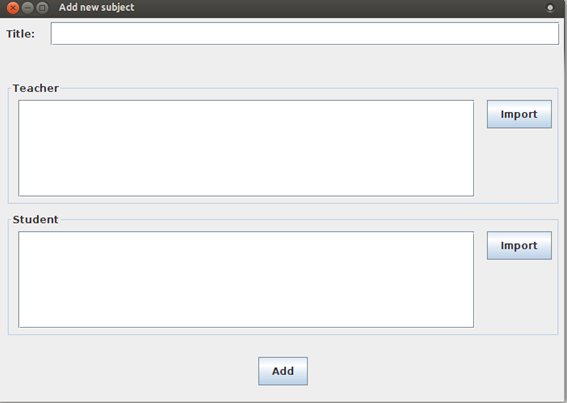 Add new subject
Title:
Teacher
Import
Student
Import
Add